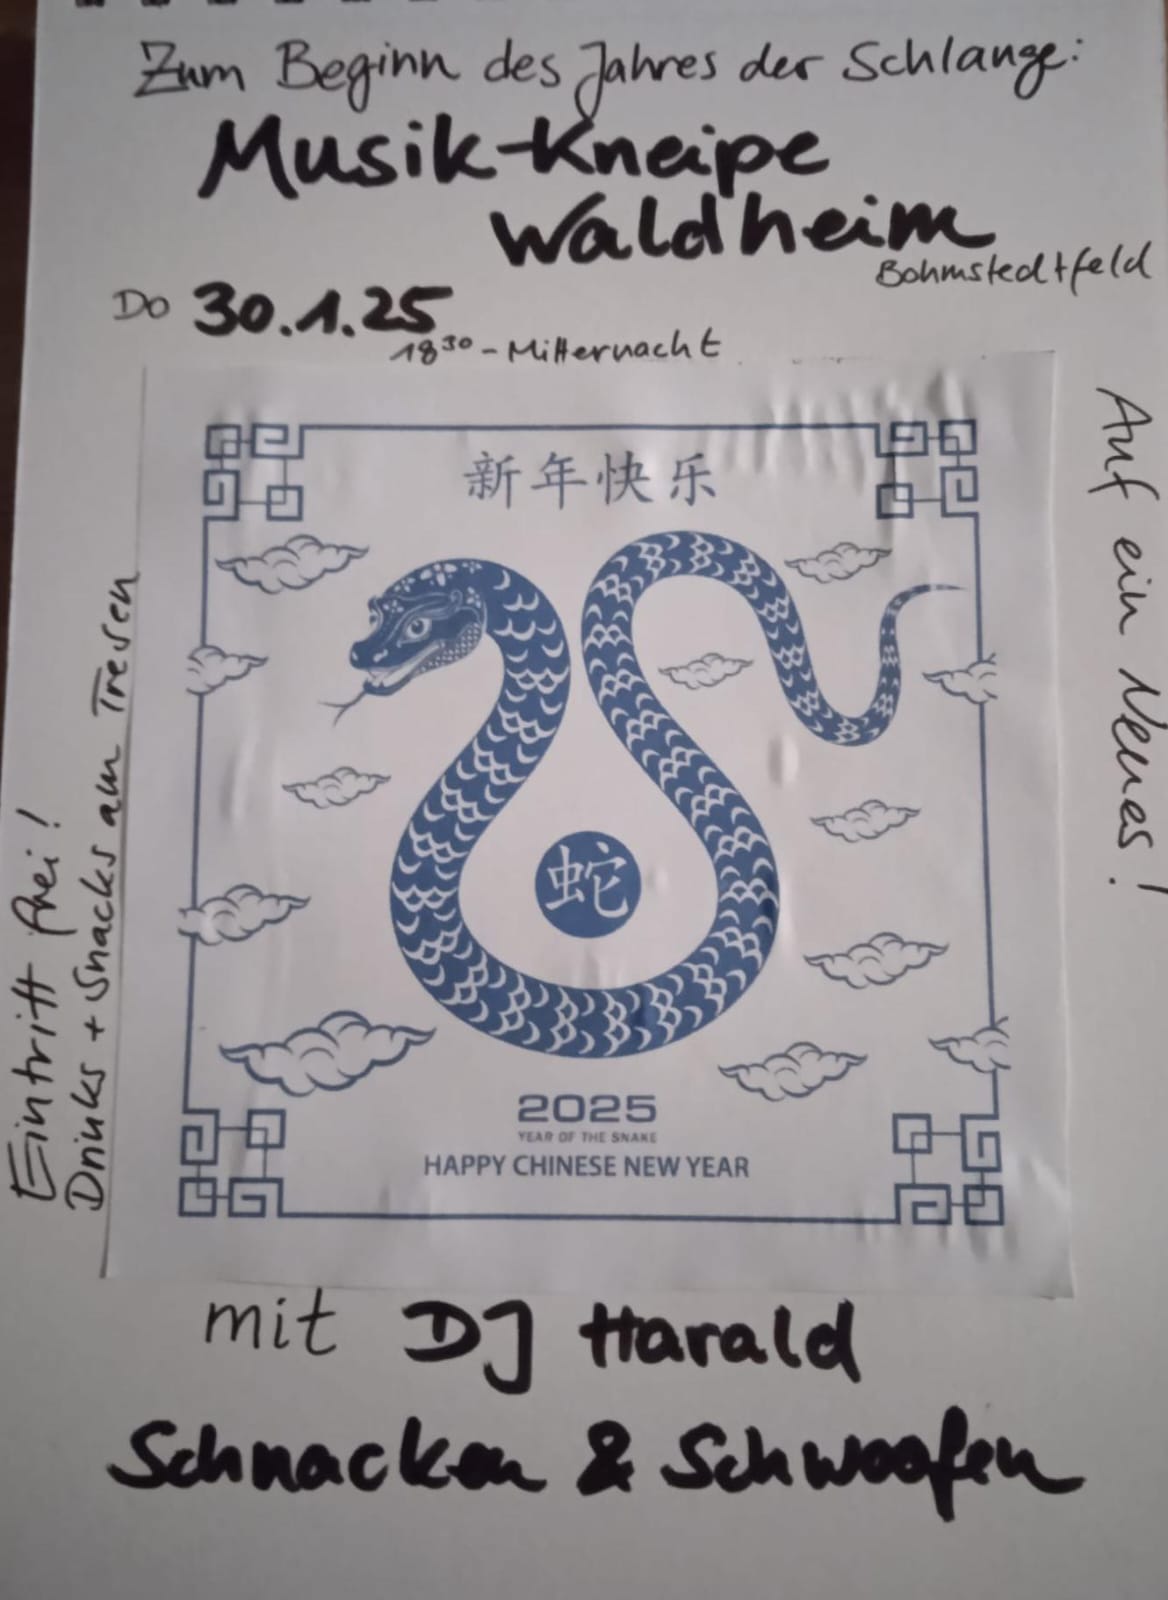 Zum Beginn des Jahres der Schlange:
Musik-Kneipe
Waldheim
Bohmstedtfeld
Do 30.1.25
18³⁰ - Mitternacht
新年快乐
蛇
2025
YEAR OF THE SNAKE
HAPPY CHINESE NEW YEAR
Eintritt frei!
Drinks + Snacks am Tresen
Auf ein Neues!
mit DJ Harald
Schnacken & Schwoofen